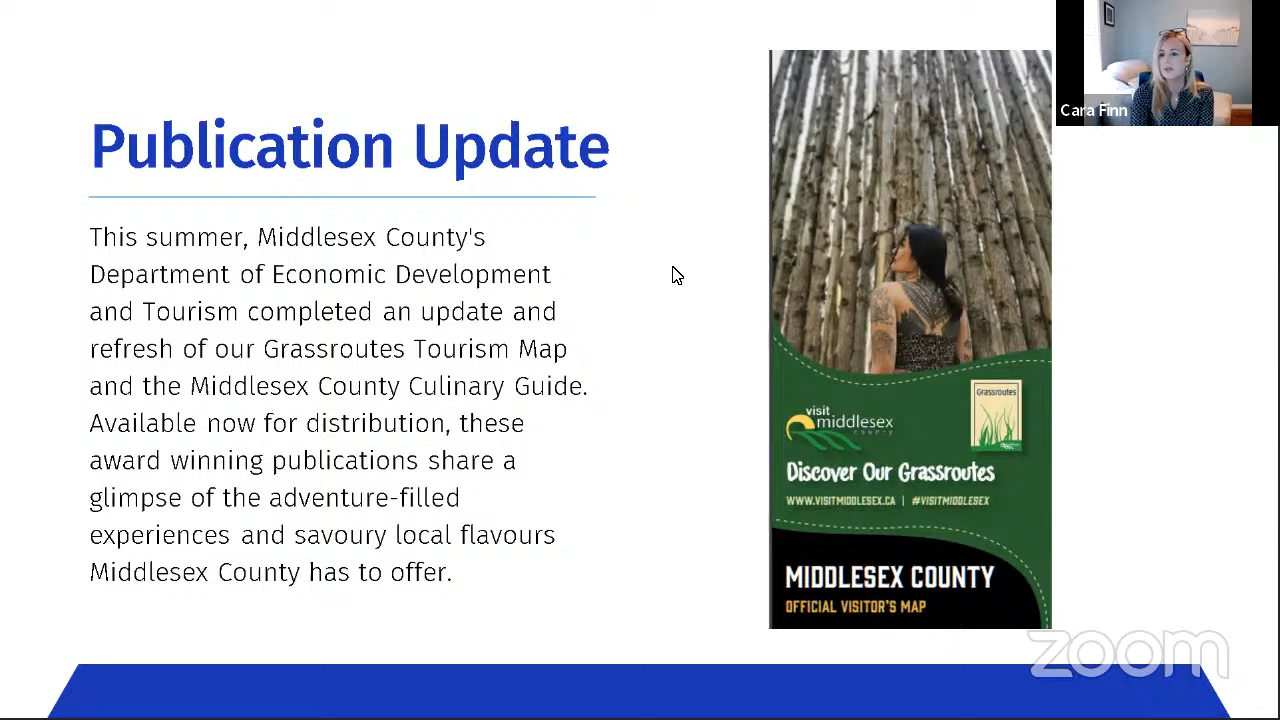 Cara Finn
Publication Update
This summer, Middlesex County's
Department of Economic Development
and Tourism completed an update and
refresh of our Grassroutes Tourism Map
and the Middlesex County Culinary Guide.
Available now for distribution, these
award winning publications share a
glimpse of the adventure-filled
experiences and savoury local flavours
Middlesex County has to offer.
visit
middlesex
county
Grassroutes
Discover Our Grassroutes
WWW.VISITMIDDLESEX.CA | #VISITMIDDLESEX
MIDDLESEX COUNTY
OFFICIAL VISITOR'S MAP
zoom